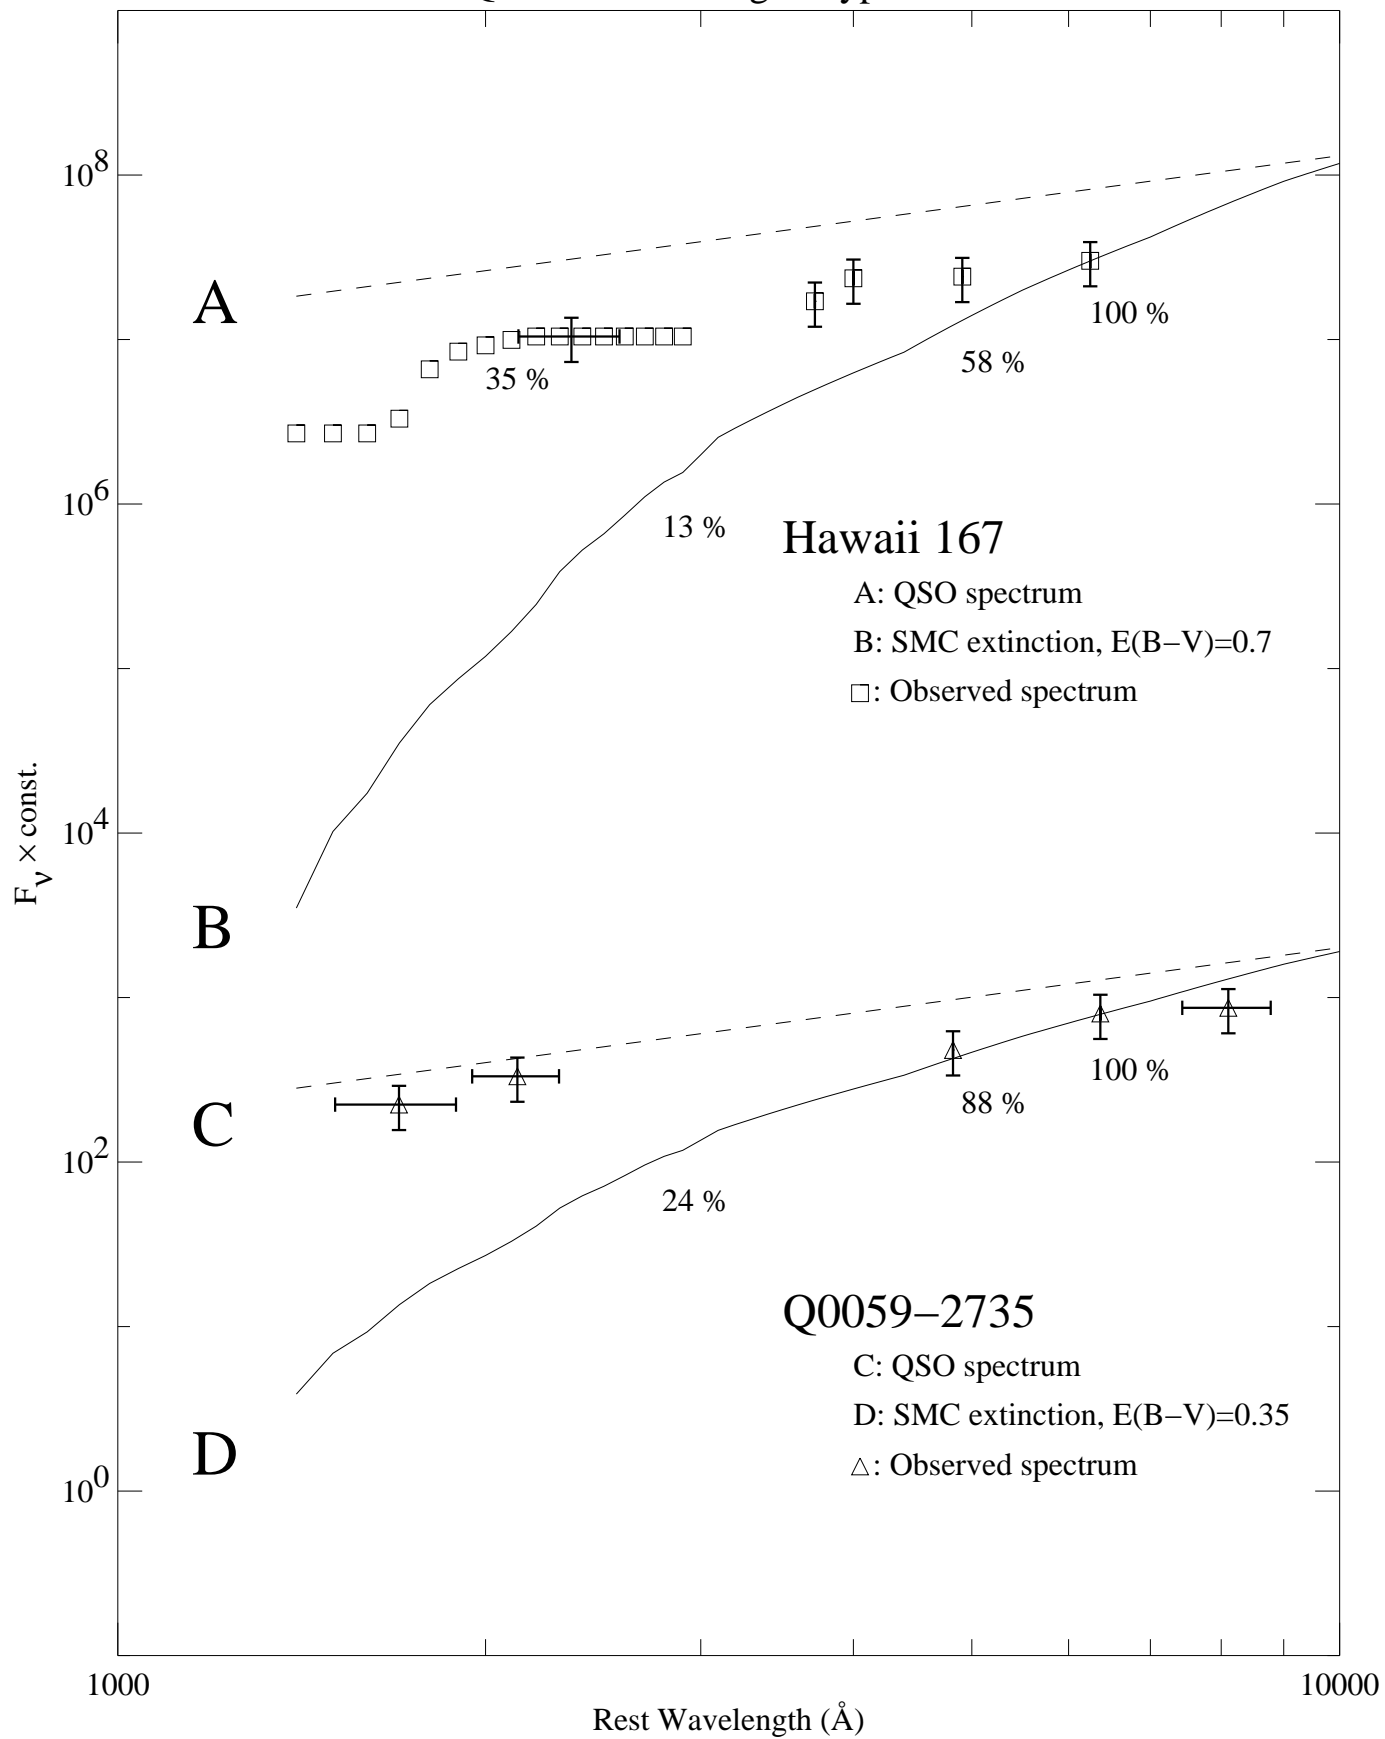 10^8
A
100 %
58 %
35 %
10^6
13 %
Hawaii 167
A: QSO spectrum
B: SMC extinction, E(B−V)=0.7
□: Observed spectrum
F_ν × const.
10^4
B
C
100 %
88 %
10^2
24 %
Q0059−2735
C: QSO spectrum
D: SMC extinction, E(B−V)=0.35
△: Observed spectrum
D
10^0
1000
10000
Rest Wavelength (Å)